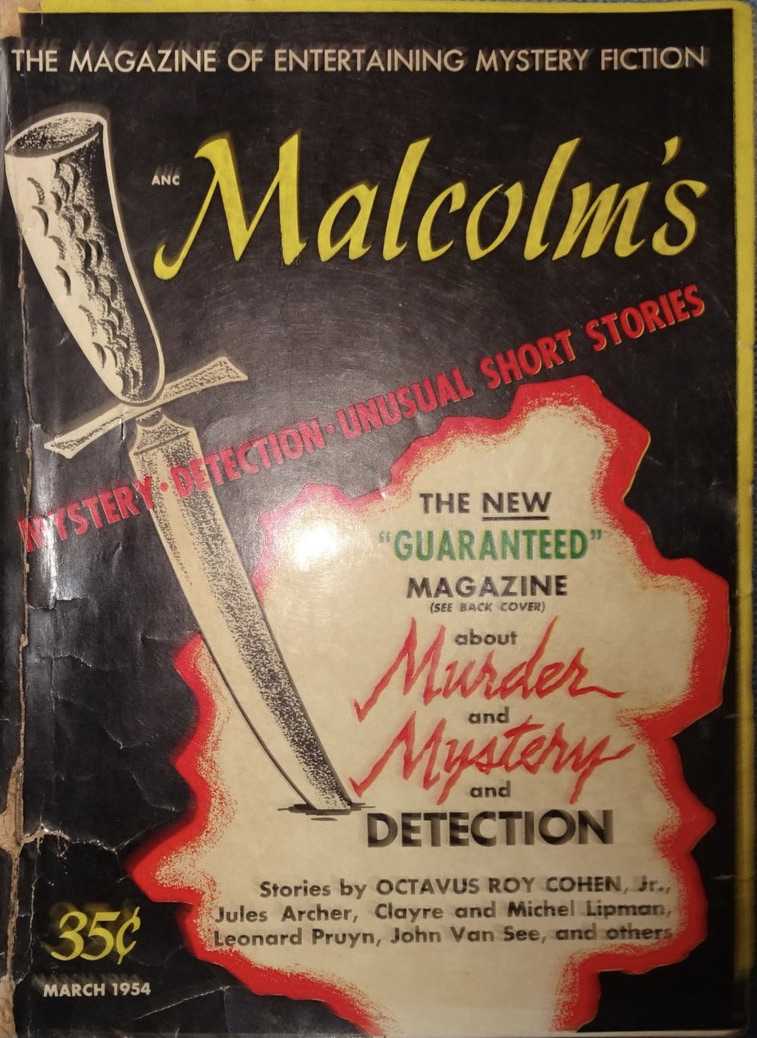 THE MAGAZINE OF ENTERTAINING MYSTERY FICTION
ANC
Malcolm's
MYSTERY · DETECTION · UNUSUAL SHORT STORIES
THE NEW
"GUARANTEED"
MAGAZINE
(SEE BACK COVER)
about
Murder
and
Mystery
and
DETECTION
Stories by OCTAVUS ROY COHEN, Jr.,
Jules Archer, Clayre and Michel Lipman,
Leonard Pruyn, John Van See, and others
35¢
MARCH 1954